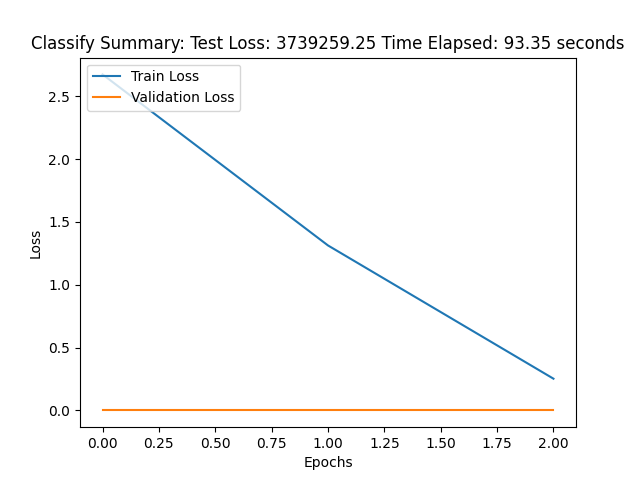 Classify Summary: Test Loss: 3739259.25 Time Elapsed: 93.35 seconds
Train Loss
Validation Loss
2.5
2.0
1.5
1.0
0.5
0.0
Loss
0.00 0.25 0.50 0.75 1.00 1.25 1.50 1.75 2.00
Epochs